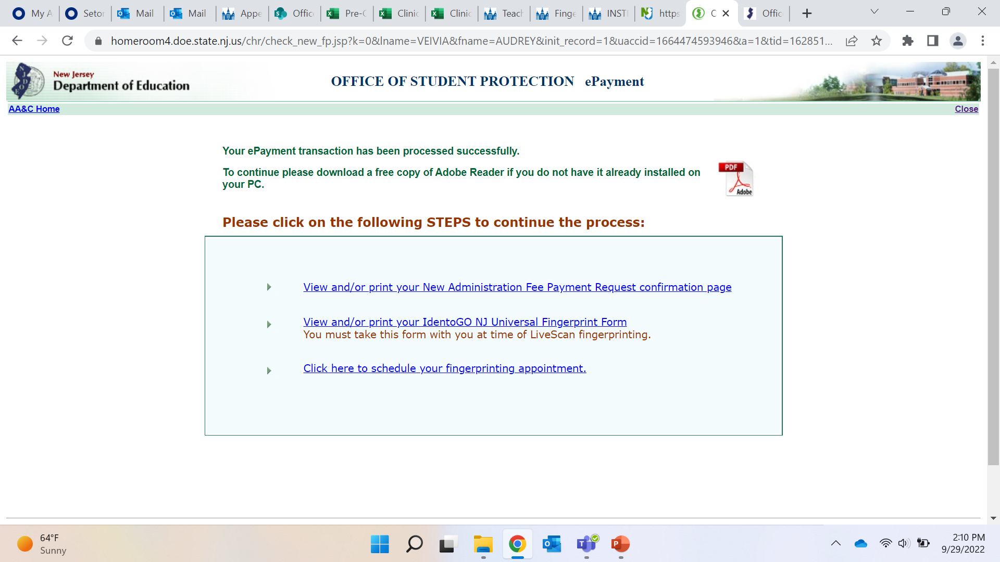 My A
Seton
Mail
Mail
Appe
Office
Pre-C
Clinic
Clinic
Teach
Finge
INSTI
https
C
Offic
homeroom4.doe.state.nj.us/chr/check_new_fp.jsp?k=0&lname=VEIVIA&fname=AUDREY&init_record=1&uaccid=1664474593946&a=1&tid=162851...
New Jersey
Department of Education
OFFICE OF STUDENT PROTECTION ePayment
AA&C Home
Close
Your ePayment transaction has been processed successfully.
To continue please download a free copy of Adobe Reader if you do not have it already installed on
your PC.
PDF
Adobe
Please click on the following STEPS to continue the process:
View and/or print your New Administration Fee Payment Request confirmation page
View and/or print your IdentoGO NJ Universal Fingerprint Form
You must take this form with you at time of LiveScan fingerprinting.
Click here to schedule your fingerprinting appointment.
64°F
Sunny
2:10 PM
9/29/2022